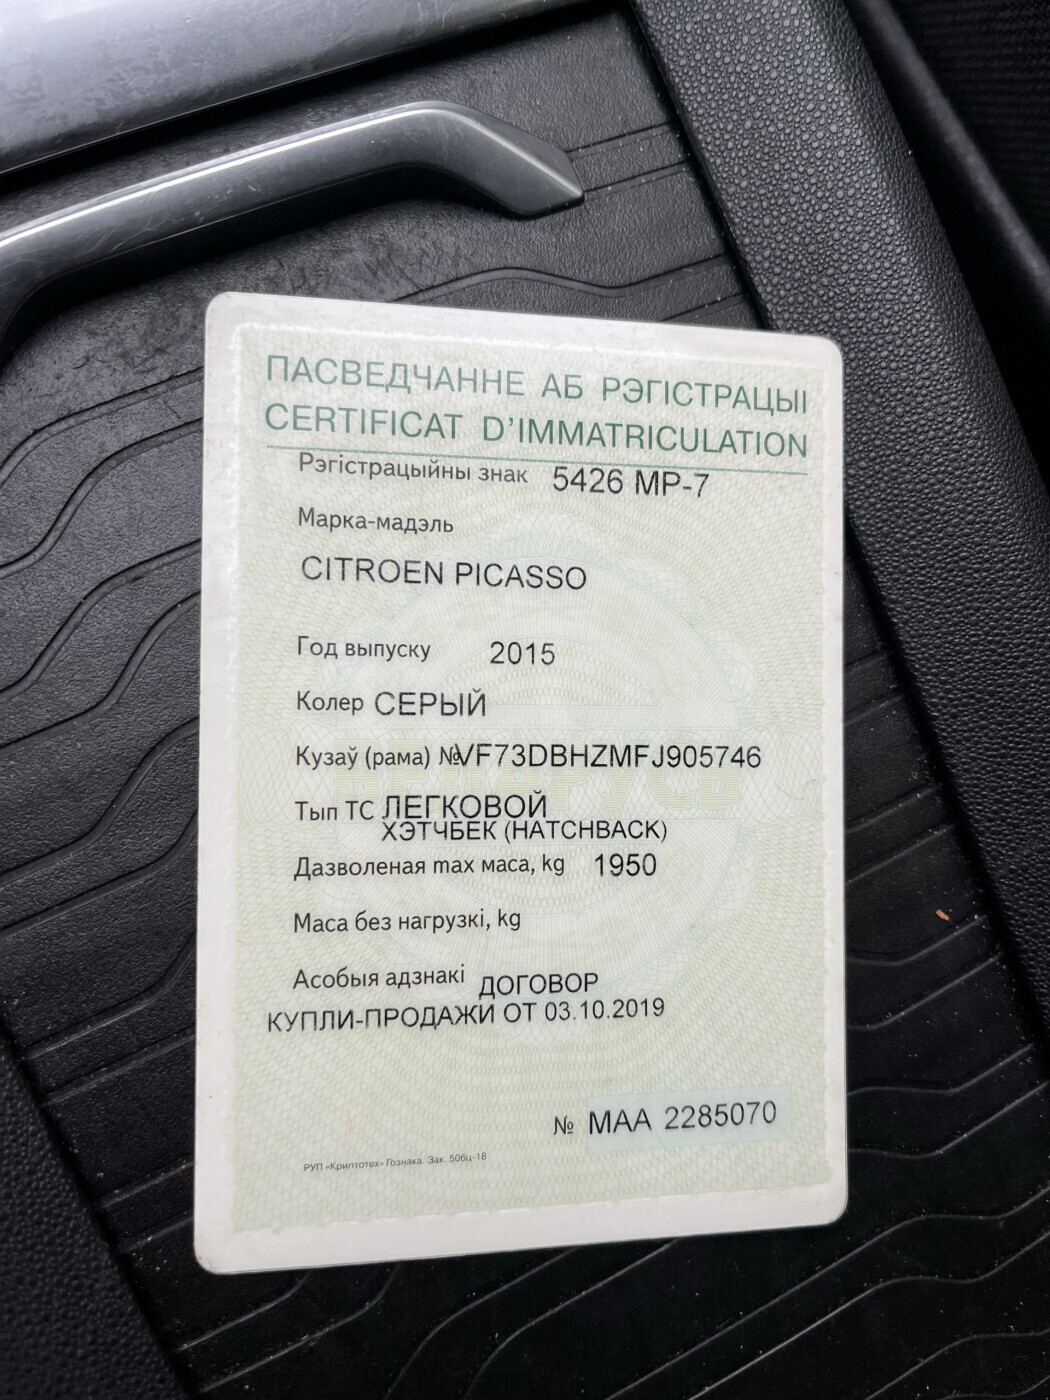 ПАСВЕДЧАННЕ АБ РЭГІСТРАЦЫІ
CERTIFICAT D'IMMATRICULATION
Рэгістрацыйны знак 5426 МР-7
Марка-мадэль
CITROEN PICASSO
Год выпуску 2015
Колер СЕРЫЙ
Кузаў (рама) №VF73DBHZMFJ905746
Тып ТС ЛЕГКОВОЙ
ХЭТЧБЕК (HATCHBACK)
Дазволеная max маса, kg 1950
Маса без нагрузкі, kg
Асобыя адзнакі ДОГОВОР
КУПЛИ-ПРОДАЖИ ОТ 03.10.2019
№ МАА 2285070
РУП «Криптотех» Гознака. Зак. 506ц-18
БЕЛАРУСЬ